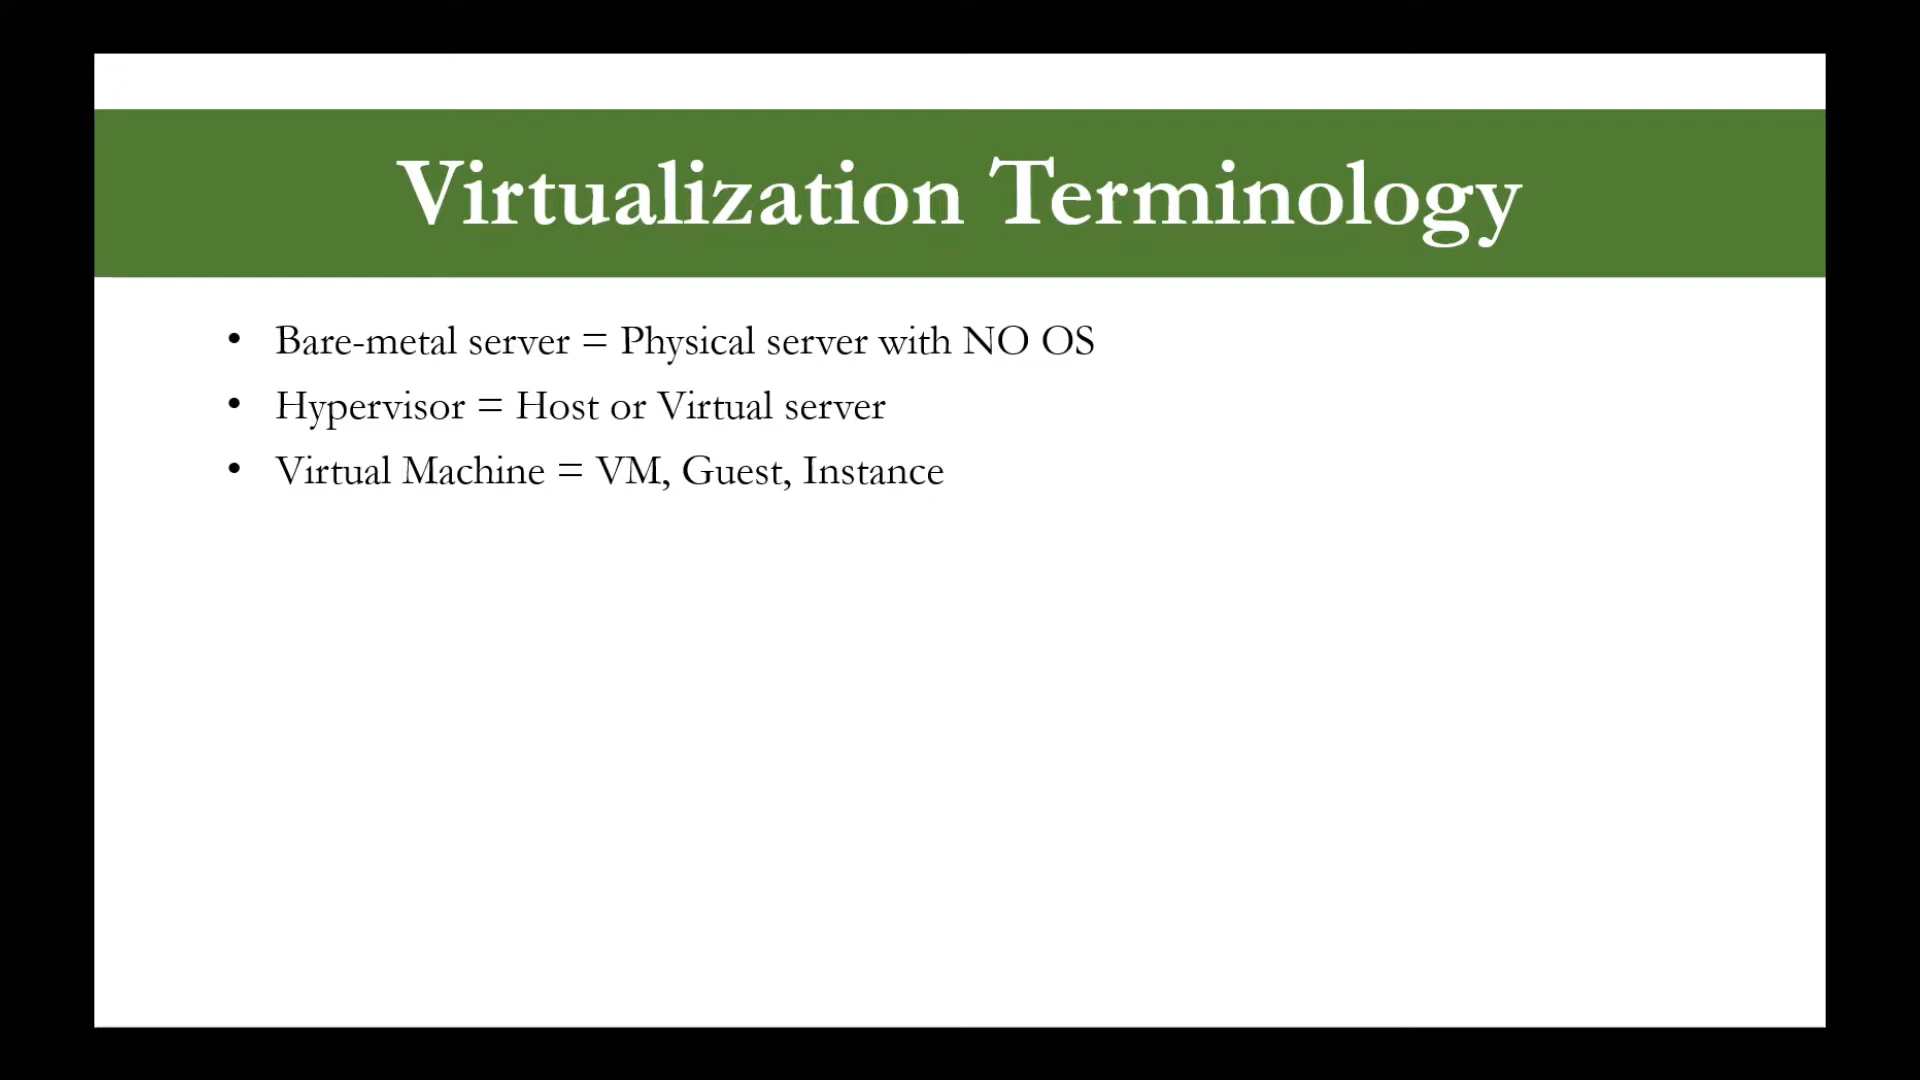 Virtualization Terminology
• Bare-metal server = Physical server with NO OS
• Hypervisor = Host or Virtual server
• Virtual Machine = VM, Guest, Instance